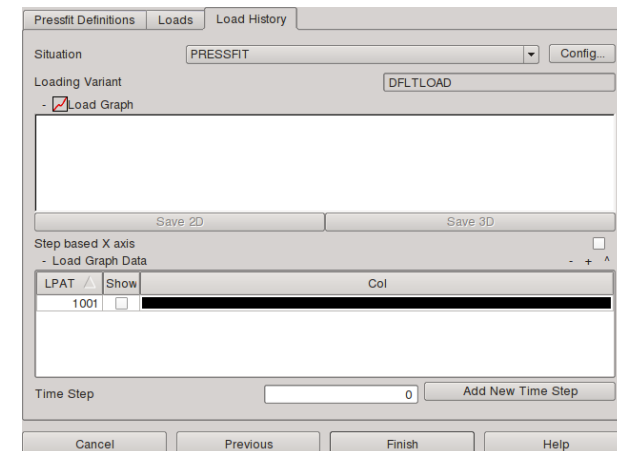 Pressfit Definitions Loads Load History
Situation PRESSFIT Config...
Loading Variant DFLTLOAD
- Load Graph
Save 2D Save 3D
Step based X axis
- Load Graph Data - + ^
LPAT Show Col
1001
Time Step 0 Add New Time Step
Cancel Previous Finish Help